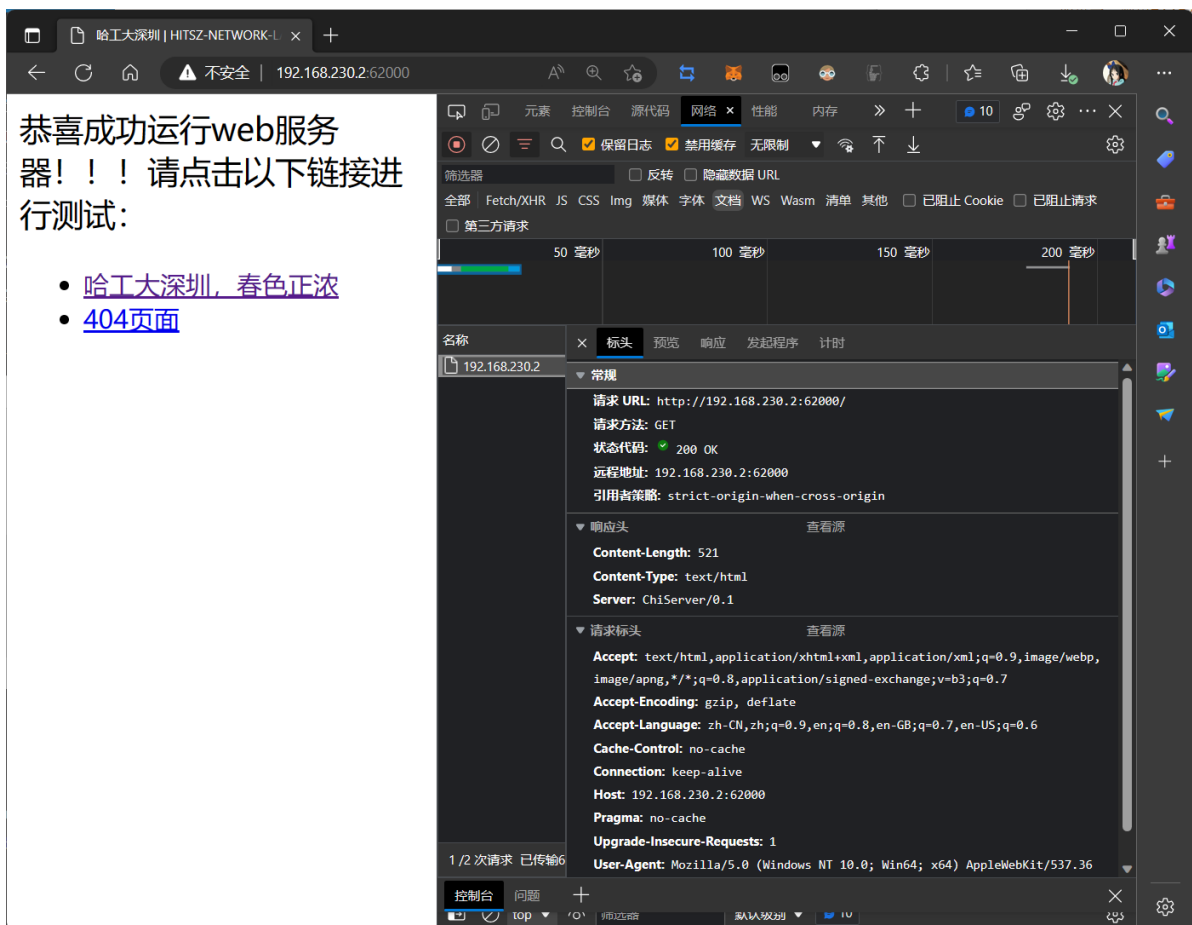 哈工大深圳 | HITSZ-NETWORK-L
不安全 | 192.168.230.2:62000
恭喜成功运行web服务
器！！！请点击以下链接进
行测试：
哈工大深圳，春色正浓
404页面
元素 控制台 源代码 网络 性能 内存 10
保留日志 禁用缓存 无限制
筛选器 反转 隐藏数据 URL
全部 Fetch/XHR JS CSS Img 媒体 字体 文档 WS Wasm 清单 其他 已阻止 Cookie 已阻止请求
第三方请求
50 毫秒 100 毫秒 150 毫秒 200 毫秒
名称
192.168.230.2
1 /2 次请求 已传输6
标头 预览 响应 发起程序 计时
常规
请求 URL: http://192.168.230.2:62000/
请求方法: GET
状态代码: 200 OK
远程地址: 192.168.230.2:62000
引用者策略: strict-origin-when-cross-origin
响应头 查看源
Content-Length: 521
Content-Type: text/html
Server: ChiServer/0.1
请求标头 查看源
Accept: text/html,application/xhtml+xml,application/xml;q=0.9,image/webp,
image/apng,*/*;q=0.8,application/signed-exchange;v=b3;q=0.7
Accept-Encoding: gzip, deflate
Accept-Language: zh-CN,zh;q=0.9,en;q=0.8,en-GB;q=0.7,en-US;q=0.6
Cache-Control: no-cache
Connection: keep-alive
Host: 192.168.230.2:62000
Pragma: no-cache
Upgrade-Insecure-Requests: 1
User-Agent: Mozilla/5.0 (Windows NT 10.0; Win64; x64) AppleWebKit/537.36
控制台 问题
top 筛选器 默认级别 10